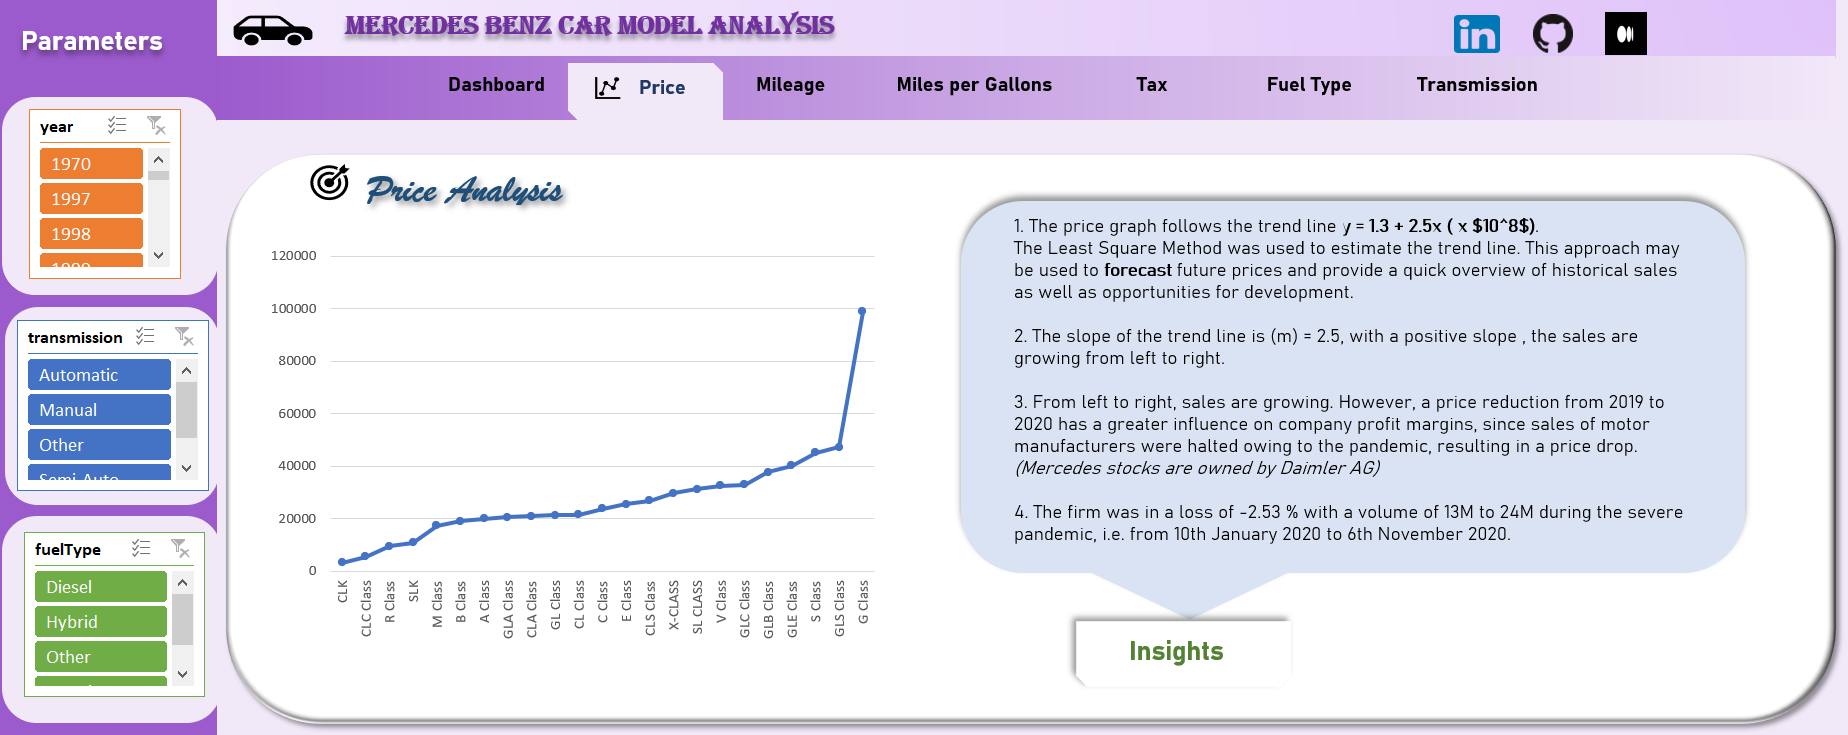 Parameters
MERCEDES BENZ CAR MODEL ANALYSIS
in
Dashboard
Price
Mileage
Miles per Gallons
Tax
Fuel Type
Transmission
year
1970
1997
1998
1999
transmission
Automatic
Manual
Other
Semi-Auto
fuelType
Diesel
Hybrid
Other
Price Analysis
120000
100000
80000
60000
40000
20000
0
CLK
CLC Class
R Class
SLK
M Class
B Class
A Class
GLA Class
CLA Class
GL Class
CL Class
C Class
E Class
CLS Class
X-CLASS
SL CLASS
V Class
GLC Class
GLB Class
GLE Class
S Class
GLS Class
G Class
1. The price graph follows the trend line y = 1.3 + 2.5x ( x $10^8$).
The Least Square Method was used to estimate the trend line. This approach may
be used to forecast future prices and provide a quick overview of historical sales
as well as opportunities for development.
2. The slope of the trend line is (m) = 2.5, with a positive slope , the sales are
growing from left to right.
3. From left to right, sales are growing. However, a price reduction from 2019 to
2020 has a greater influence on company profit margins, since sales of motor
manufacturers were halted owing to the pandemic, resulting in a price drop.
(Mercedes stocks are owned by Daimler AG)
4. The firm was in a loss of -2.53 % with a volume of 13M to 24M during the severe
pandemic, i.e. from 10th January 2020 to 6th November 2020.
Insights